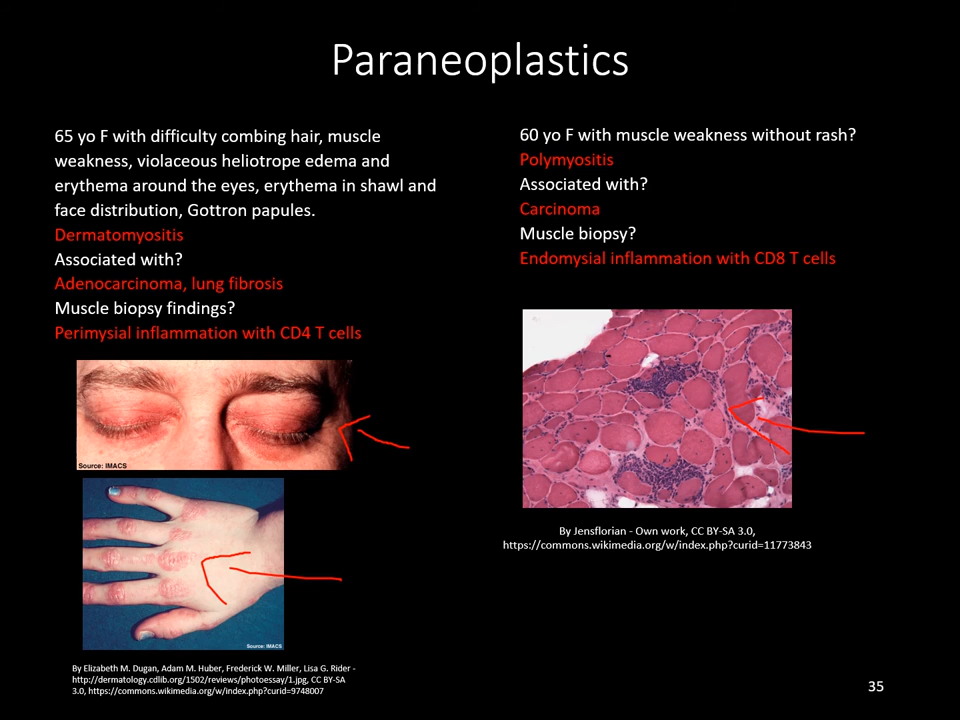 Paraneoplastics
65 yo F with difficulty combing hair, muscle
weakness, violaceous heliotrope edema and
erythema around the eyes, erythema in shawl and
face distribution, Gottron papules.
Dermatomyositis
Associated with?
Adenocarcinoma, lung fibrosis
Muscle biopsy findings?
Perimysial inflammation with CD4 T cells
Source: IMACS
Source: IMACS
By Elizabeth M. Dugan, Adam M. Huber, Frederick W. Miller, Lisa G. Rider -
http://dermatology.cdlib.org/1502/reviews/photoessay/1.jpg, CC BY-SA
3.0, https://commons.wikimedia.org/w/index.php?curid=9748007
60 yo F with muscle weakness without rash?
Polymyositis
Associated with?
Carcinoma
Muscle biopsy?
Endomysial inflammation with CD8 T cells
By Jensflorian - Own work, CC BY-SA 3.0,
https://commons.wikimedia.org/w/index.php?curid=11773843
35